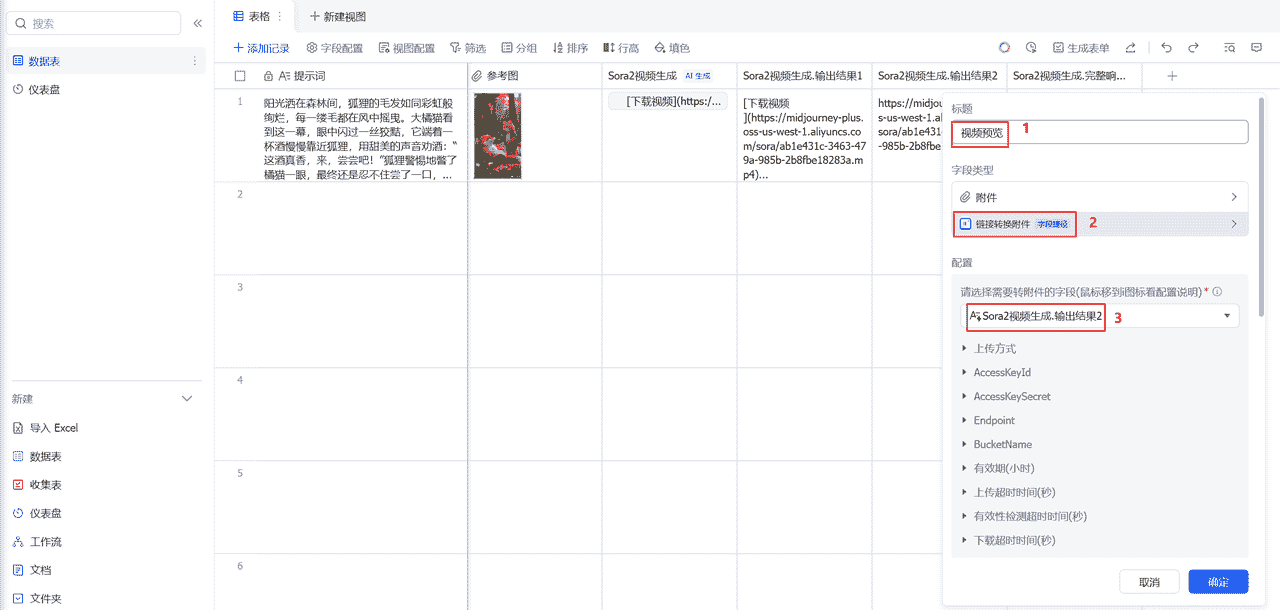 搜索
数据表
仪表盘
新建
导入 Excel
数据表
收集表
仪表盘
工作流
文档
文件夹
表格
新建视图
添加记录 字段配置 视图配置 筛选 分组 排序 行高 填色 生成表单
提示词 参考图 Sora2视频生成 AI 生成 Sora2视频生成.输出结果1 Sora2视频生成.输出结果2 Sora2视频生成.完整响...
1
阳光洒在森林间，狐狸的毛发如同彩虹般
绚烂，每一缕毛都在风中摇曳。大橘猫看
到这一幕，眼中闪过一丝狡黠，它端着一
杯酒慢慢靠近狐狸，用甜美的声音劝酒：“
这酒真香，来，尝尝吧！”狐狸警惕地瞥了
橘猫一眼，最终还是忍不住尝了一口，...
[下载视频](https:/...
[下载视频
](https://midjourney-plus.
oss-us-west-1.aliyuncs.co
m/sora/ab1e431c-3463-47
9a-985b-2b8fbe18283a.m
p4)...
https://midjou
s-us-west-1.al
sora/ab1e431c
-985b-2b8fbe
2
3
4
5
6
标题
视频预览 1
字段类型
附件
链接转换附件 字段捷径 2
配置
请选择需要转附件的字段(鼠标移到i图标看配置说明) *
Sora2视频生成.输出结果2 3
上传方式
AccessKeyId
AccessKeySecret
Endpoint
BucketName
有效期(小时)
上传超时时间(秒)
有效性检测超时时间(秒)
下载超时时间(秒)
取消 确定